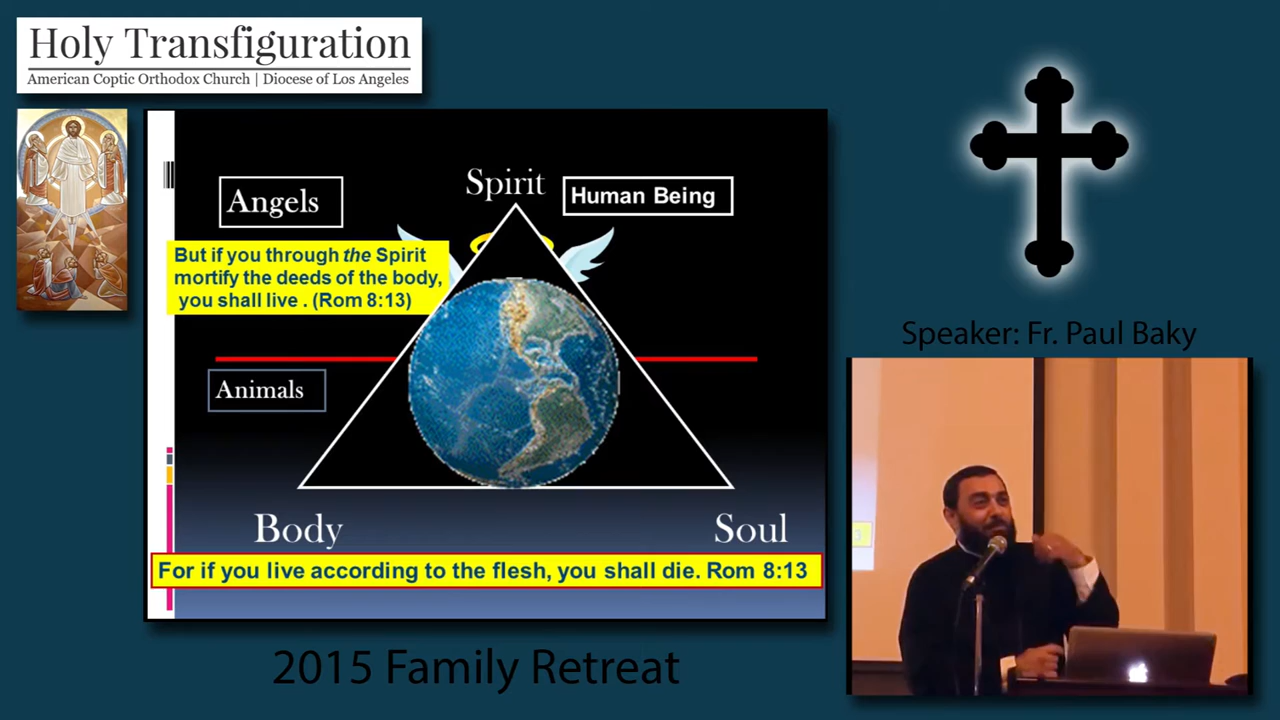 Holy Transfiguration
American Coptic Orthodox Church | Diocese of Los Angeles
Angels
Spirit
Human Being
But if you through the Spirit
mortify the deeds of the body,
you shall live . (Rom 8:13)
Animals
Body
Soul
For if you live according to the flesh, you shall die. Rom 8:13
2015 Family Retreat
Speaker: Fr. Paul Baky